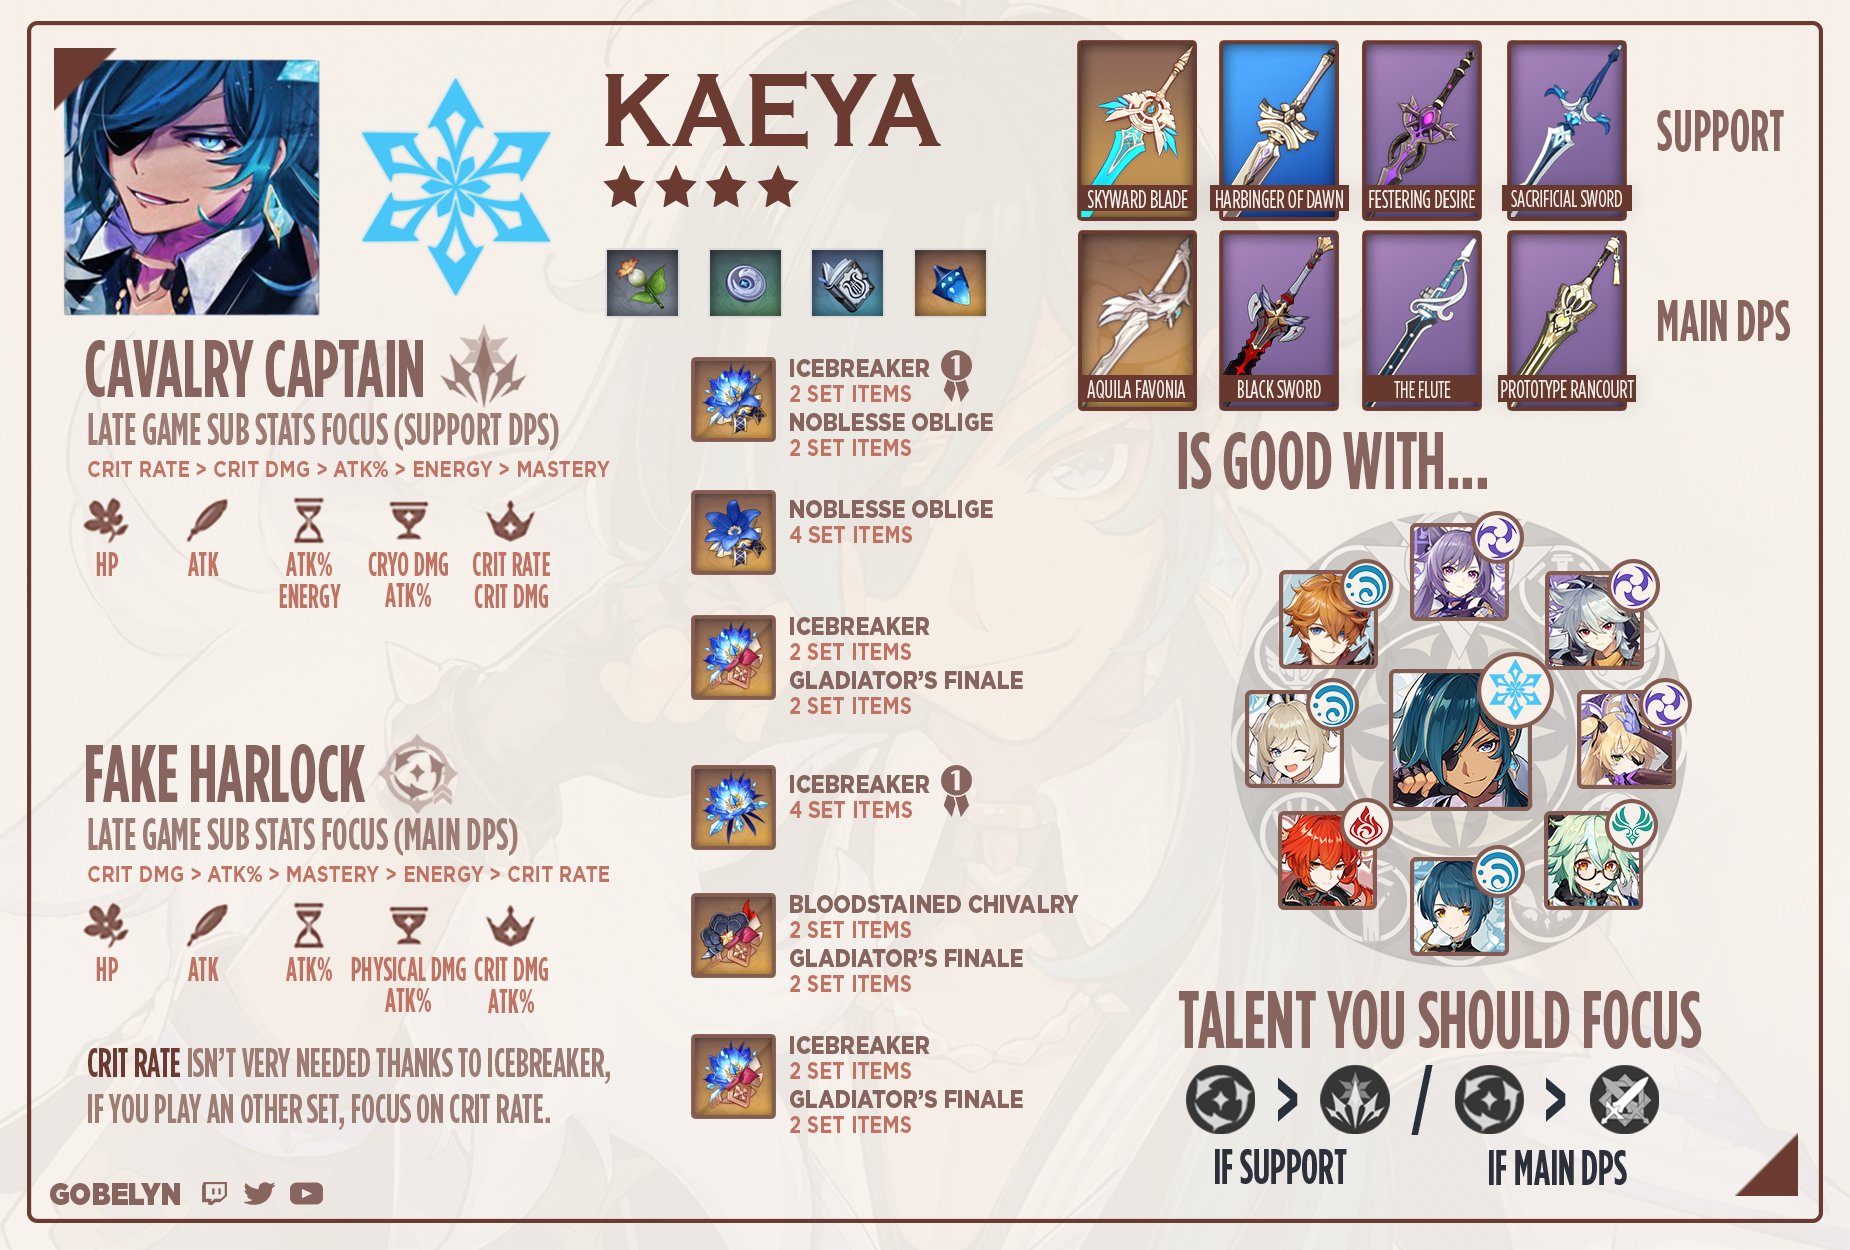 KAEYA
CAVALRY CAPTAIN
LATE GAME SUB STATS FOCUS (SUPPORT DPS)
CRIT RATE > CRIT DMG > ATK% > ENERGY > MASTERY
HP
ATK
ATK%
ENERGY
CRYO DMG
ATK%
CRIT RATE
CRIT DMG
FAKE HARLOCK
LATE GAME SUB STATS FOCUS (MAIN DPS)
CRIT DMG > ATK% > MASTERY > ENERGY > CRIT RATE
HP
ATK
ATK%
PHYSICAL DMG
ATK%
CRIT DMG
ATK%
CRIT RATE ISN'T VERY NEEDED THANKS TO ICEBREAKER,
IF YOU PLAY AN OTHER SET, FOCUS ON CRIT RATE.
GOBELYN
ICEBREAKER 1
2 SET ITEMS
NOBLESSE OBLIGE
2 SET ITEMS
NOBLESSE OBLIGE
4 SET ITEMS
ICEBREAKER
2 SET ITEMS
GLADIATOR'S FINALE
2 SET ITEMS
ICEBREAKER 1
4 SET ITEMS
BLOODSTAINED CHIVALRY
2 SET ITEMS
GLADIATOR'S FINALE
2 SET ITEMS
ICEBREAKER
2 SET ITEMS
GLADIATOR'S FINALE
2 SET ITEMS
SKYWARD BLADE
HARBINGER OF DAWN
FESTERING DESIRE
SACRIFICIAL SWORD
SUPPORT
AQUILA FAVONIA
BLACK SWORD
THE FLUTE
PROTOTYPE RANCOURT
MAIN DPS
IS GOOD WITH...
TALENT YOU SHOULD FOCUS
> / >
IF SUPPORT
IF MAIN DPS